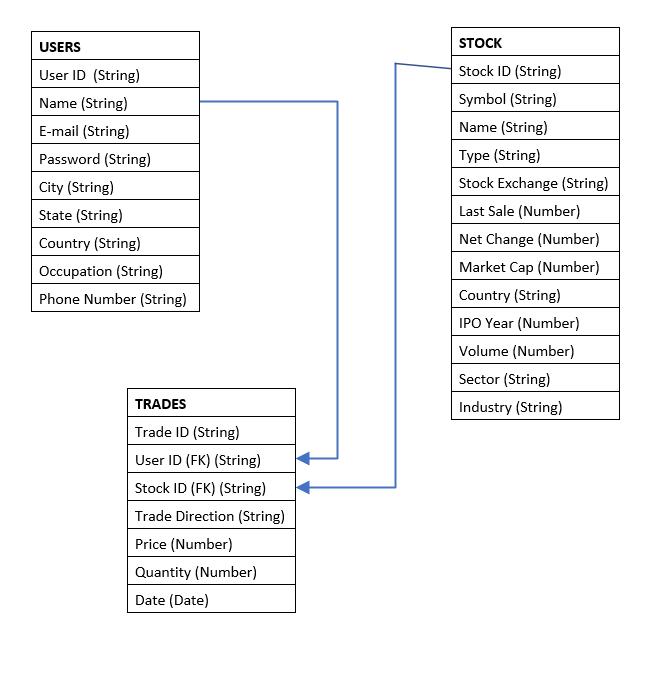 USERS
User ID  (String)
Name (String)
E-mail (String)
Password (String)
City (String)
State (String)
Country (String)
Occupation (String)
Phone Number (String)
STOCK
Stock ID (String)
Symbol (String)
Name (String)
Type (String)
Stock Exchange (String)
Last Sale (Number)
Net Change (Number)
Market Cap (Number)
Country (String)
IPO Year (Number)
Volume (Number)
Sector (String)
Industry (String)
TRADES
Trade ID (String)
User ID (FK) (String)
Stock ID (FK) (String)
Trade Direction (String)
Price (Number)
Quantity (Number)
Date (Date)